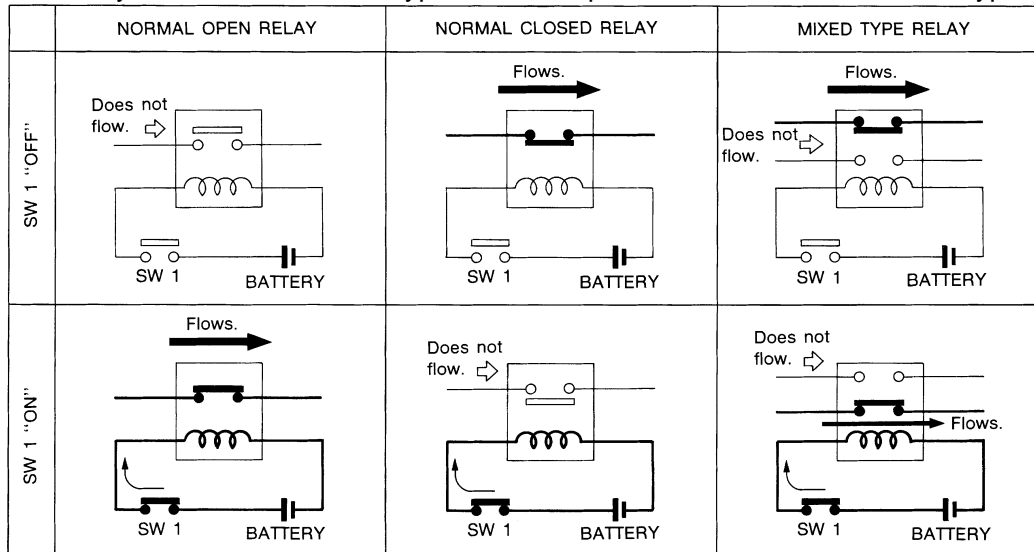 NORMAL OPEN RELAY
NORMAL CLOSED RELAY
MIXED TYPE RELAY
SW 1 "OFF"
Does not
flow.
SW 1
BATTERY
Flows.
SW 1
BATTERY
Flows.
Does not
flow.
SW 1
BATTERY
SW 1 "ON"
Flows.
SW 1
BATTERY
Does not
flow.
SW 1
BATTERY
Does not
flow.
Flows.
SW 1
BATTERY